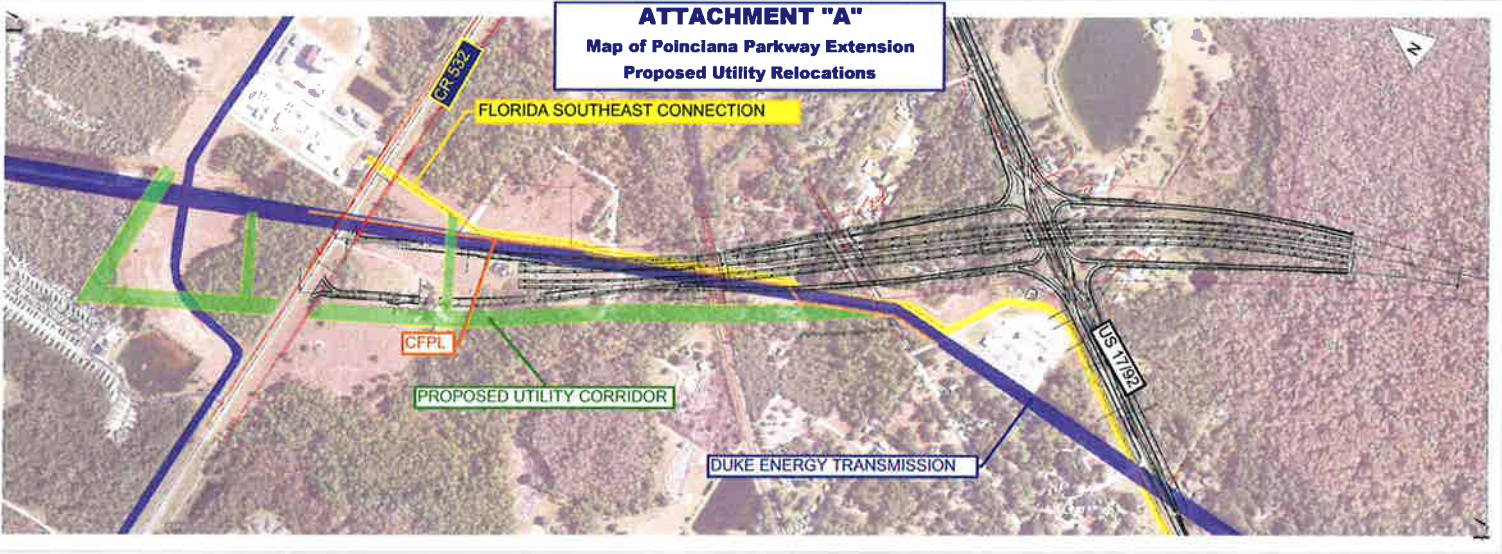 ATTACHMENT "A"
Map of Poinciana Parkway Extension
Proposed Utility Relocations
N
CR 532
FLORIDA SOUTHEAST CONNECTION
CFPL
PROPOSED UTILITY CORRIDOR
US 17/92
DUKE ENERGY TRANSMISSION